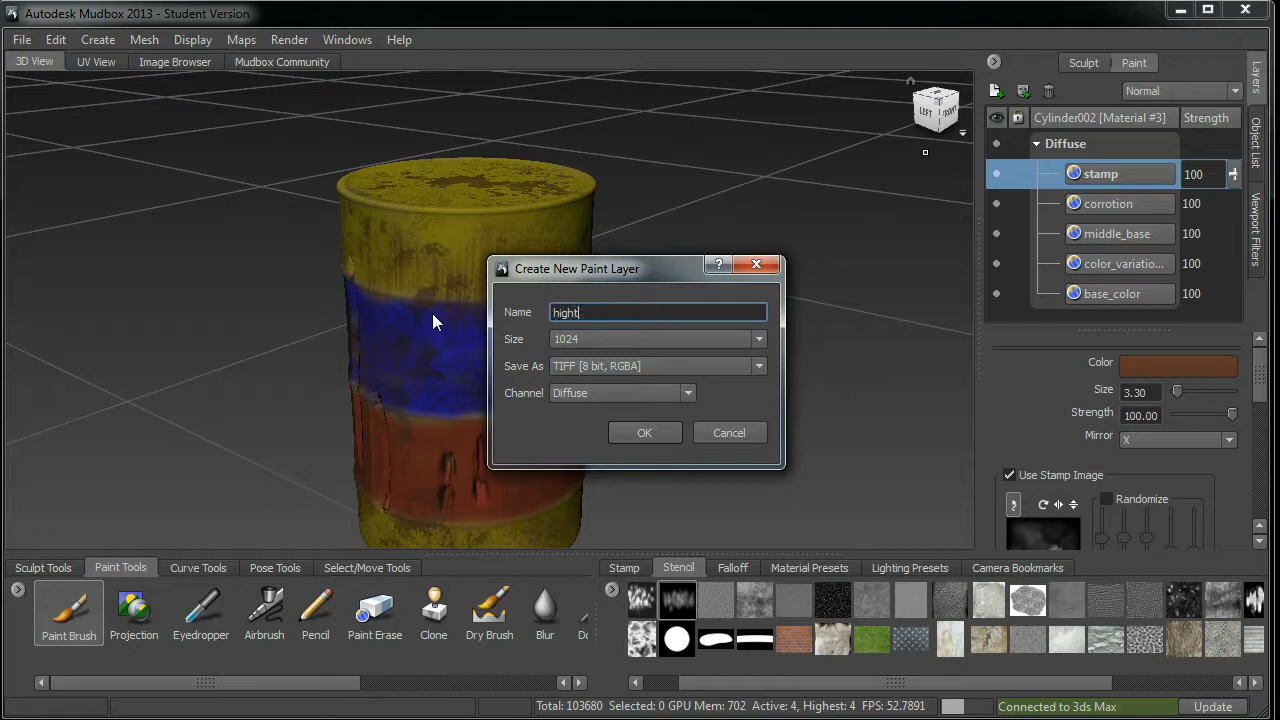 Autodesk Mudbox 2013 - Student Version
File Edit Create Mesh Display Maps Render Windows Help
3D View UV View Image Browser Mudbox Community
Sculpt Paint
Normal
Layers
Object List
Viewport Filters
LEFT FRONT
Cylinder002 [Material #3] Strength
Diffuse
stamp 100
corrotion 100
middle_base 100
color_variatio... 100
base_color 100
Create New Paint Layer
Name hight
Size 1024
Save As TIFF [8 bit, RGBA]
Channel Diffuse
OK Cancel
Color
Size 3.30
Strength 100.00
Mirror X
Use Stamp Image
Randomize
Sculpt Tools Paint Tools Curve Tools Pose Tools Select/Move Tools
Stamp Stencil Falloff Material Presets Lighting Presets Camera Bookmarks
Paint Brush Projection Eyedropper Airbrush Pencil Paint Erase Clone Dry Brush Blur
Total: 103680 Selected: 0 GPU Mem: 702 Active: 4, Highest: 4 FPS: 52.7891
Connected to 3ds Max Update